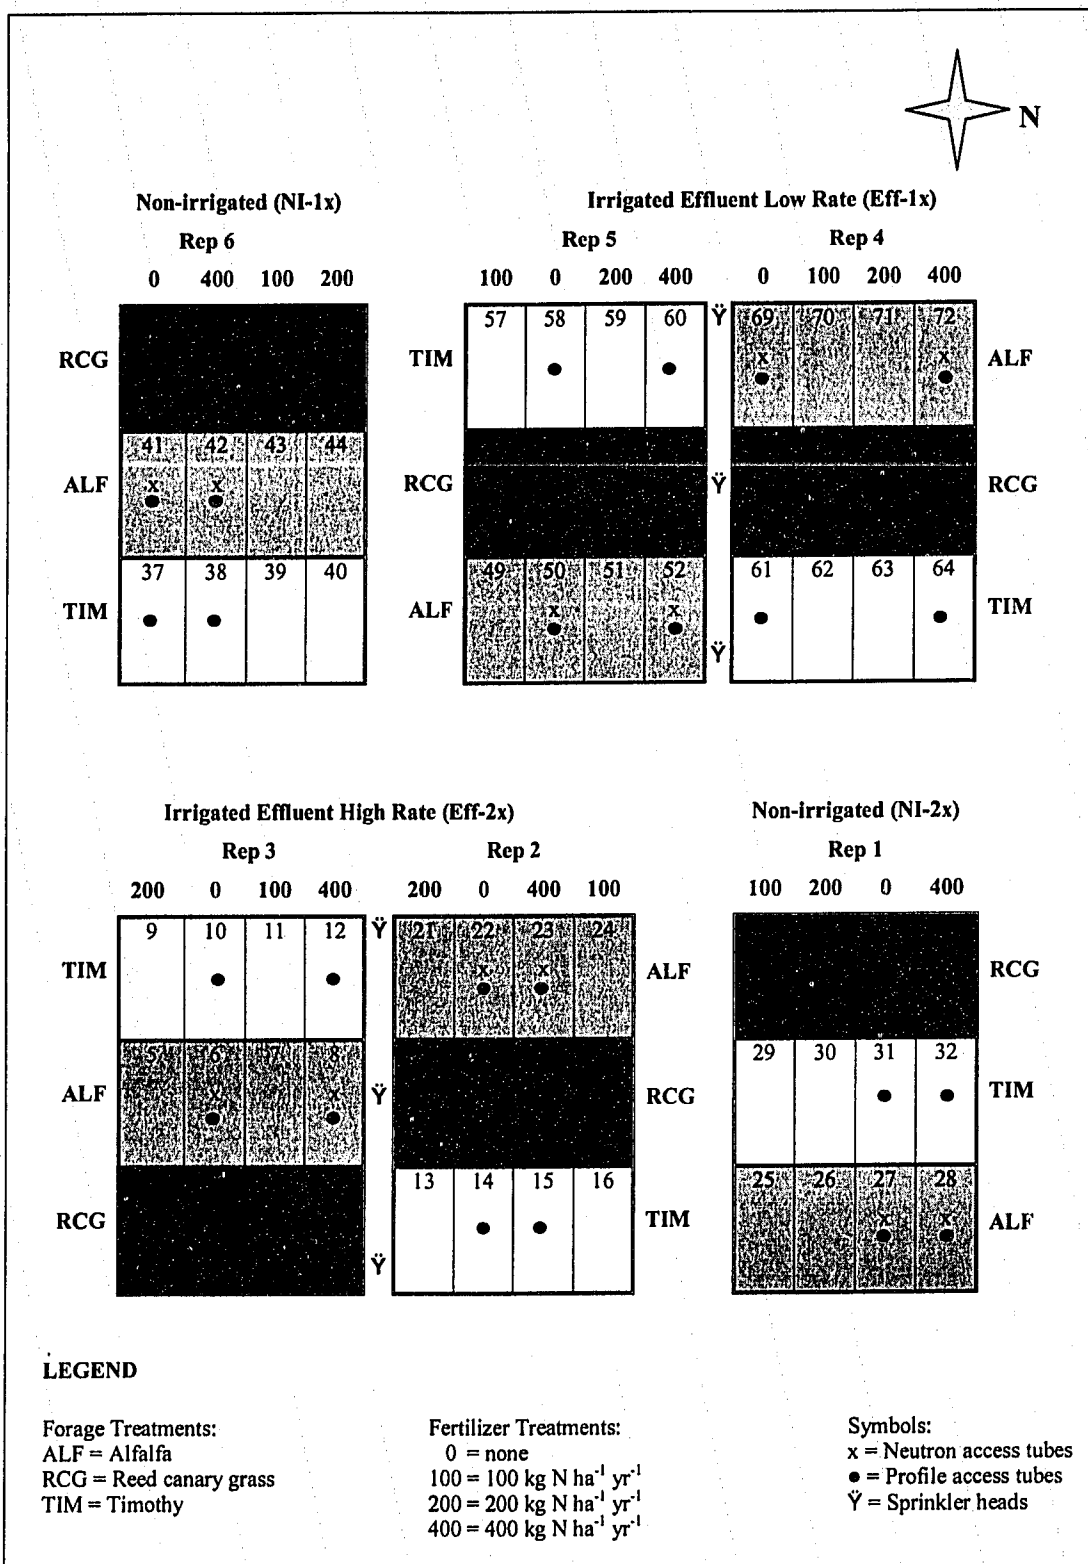 N
Non-irrigated (NI-1x)
Rep 6
0 400 100 200
RCG
41 42 43 44
ALF
x x
37 38 39 40
TIM
Irrigated Effluent Low Rate (Eff-1x)
Rep 5 Rep 4
100 0 200 400 0 100 200 400
57 58 59 60 Ÿ 69 70 71 72
TIM x x ALF
RCG Ÿ RCG
49 50 51 52 61 62 63 64
ALF x x TIM
Ÿ
Irrigated Effluent High Rate (Eff-2x)
Rep 3 Rep 2
200 0 100 400 200 0 400 100
9 10 11 12 Ÿ 21 22 23 24
TIM x x ALF
5 6 7 8
ALF x x Ÿ RCG
13 14 15 16
RCG TIM
Ÿ
Non-irrigated (NI-2x)
Rep 1
100 200 0 400
RCG
29 30 31 32
TIM
25 26 27 28
x x ALF
LEGEND
Forage Treatments:
ALF = Alfalfa
RCG = Reed canary grass
TIM = Timothy
Fertilizer Treatments:
0 = none
100 = 100 kg N ha⁻¹ yr⁻¹
200 = 200 kg N ha⁻¹ yr⁻¹
400 = 400 kg N ha⁻¹ yr⁻¹
Symbols:
x = Neutron access tubes
● = Profile access tubes
Ÿ = Sprinkler heads